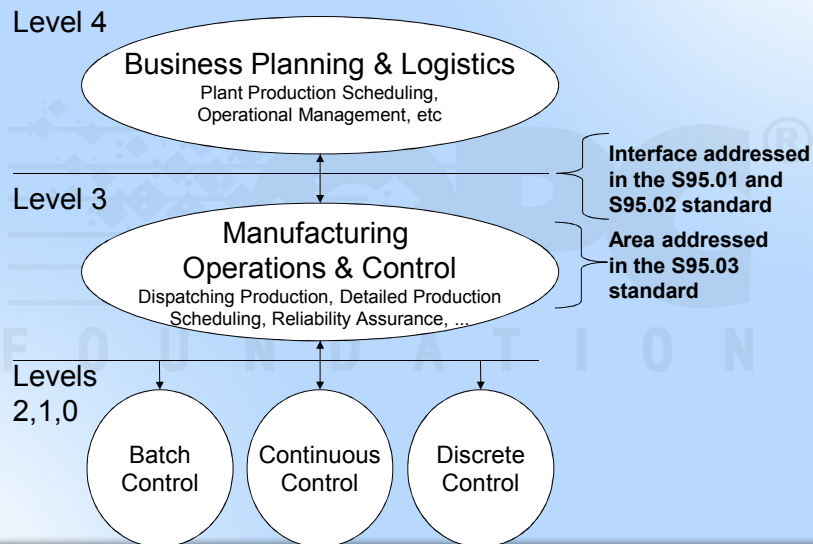 Level 4
Business Planning & Logistics
Plant Production Scheduling,
Operational Management, etc
Interface addressed
in the S95.01 and
S95.02 standard
Level 3
Manufacturing
Operations & Control
Dispatching Production, Detailed Production
Scheduling, Reliability Assurance, ...
Area addressed
in the S95.03
standard
FOUNDATION
®
Levels
2,1,0
Batch
Control
Continuous
Control
Discrete
Control